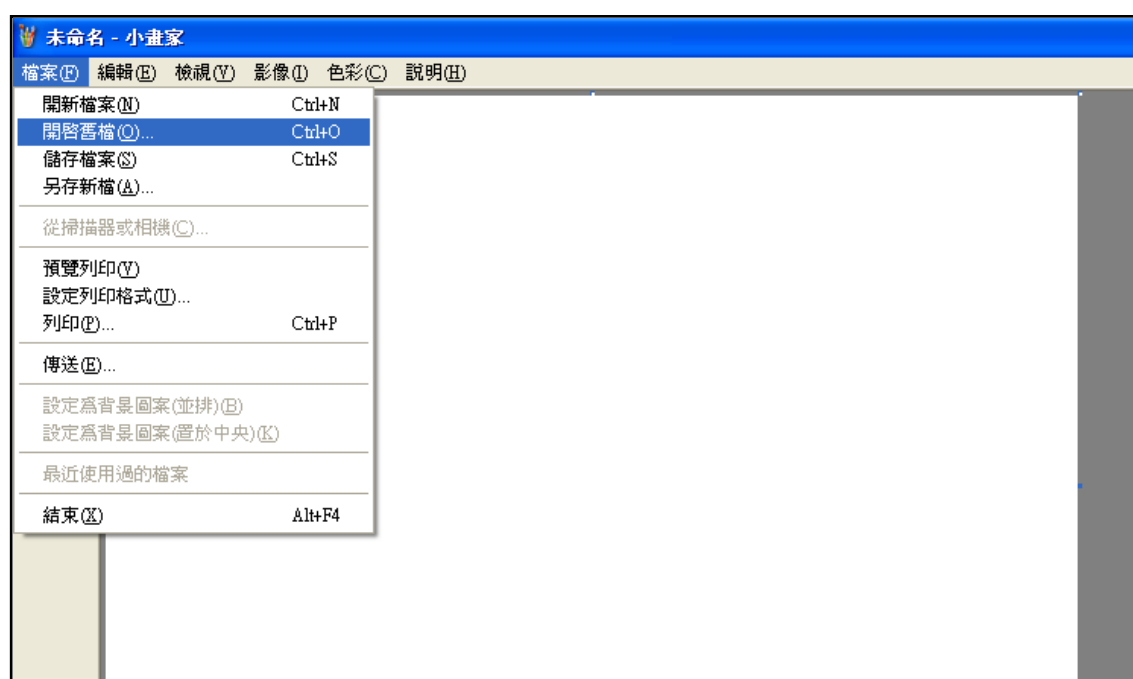 未命名 - 小畫家
檔案(F) 編輯(E) 檢視(V) 影像(I) 色彩(C) 説明(H)
開新檔案(N) Ctrl+N
開啓舊檔(O)... Ctrl+O
儲存檔案(S) Ctrl+S
另存新檔(A)...
從掃描器或相機(C)...
預覽列印(V)
設定列印格式(U)...
列印(P)... Ctrl+P
傳送(E)...
設定爲背景圖案(並排)(B)
設定爲背景圖案(置於中央)(K)
最近使用過的檔案
結束(X) Alt+F4